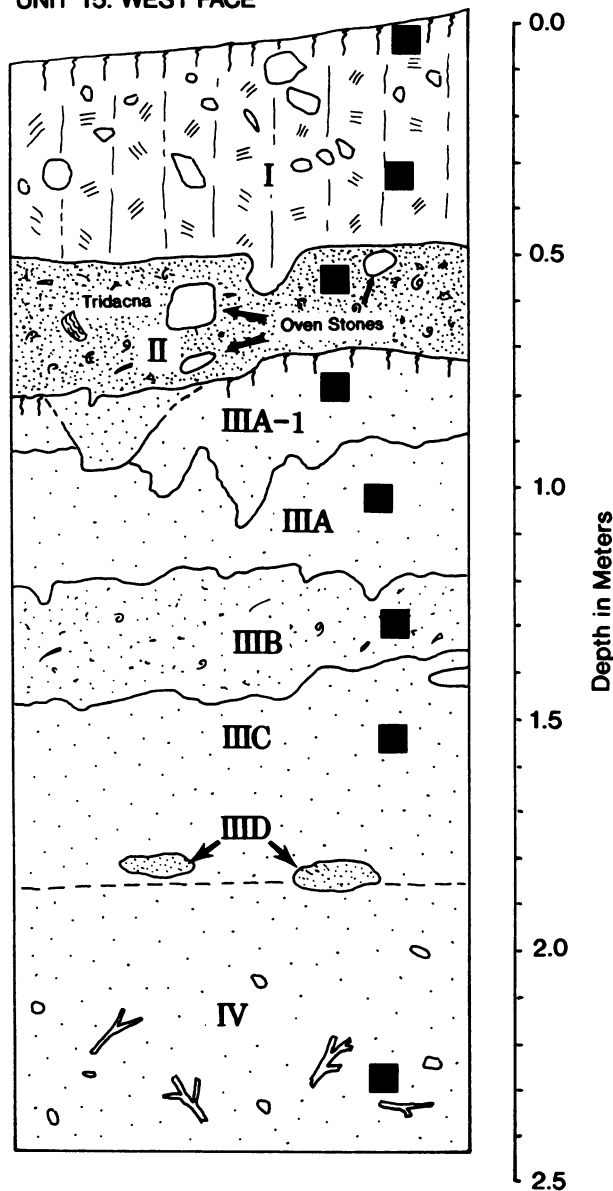 UNIT 15: WEST FACE
0.0
I
0.5
Tridacna
Oven Stones
II
IIIA-1
1.0
IIIA
IIIB
1.5
IIIC
IIID
2.0
IV
2.5
Depth in Meters